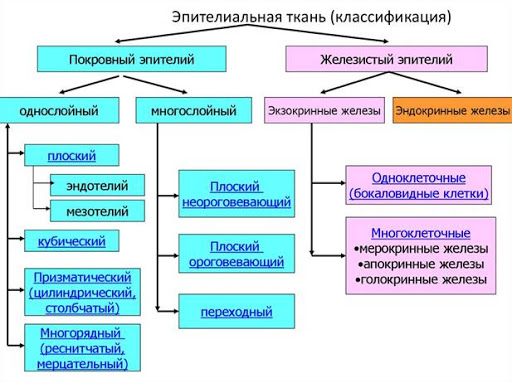 Эпителиальная ткань (классификация)
Покровный эпителий
Железистый эпителий
однослойный
многослойный
Экзокринные железы
Эндокринные железы
плоский
эндотелий
мезотелий
кубический
Призматический
(цилиндрический,
столбчатый)
Многорядный
(реснитчатый,
мерцательный)
Плоский
неороговевающий
Плоский
ороговевающий
переходный
Одноклеточные
(бокаловидные клетки)
Многоклеточные
•мерокринные железы
•апокринные железы
•голокринные железы